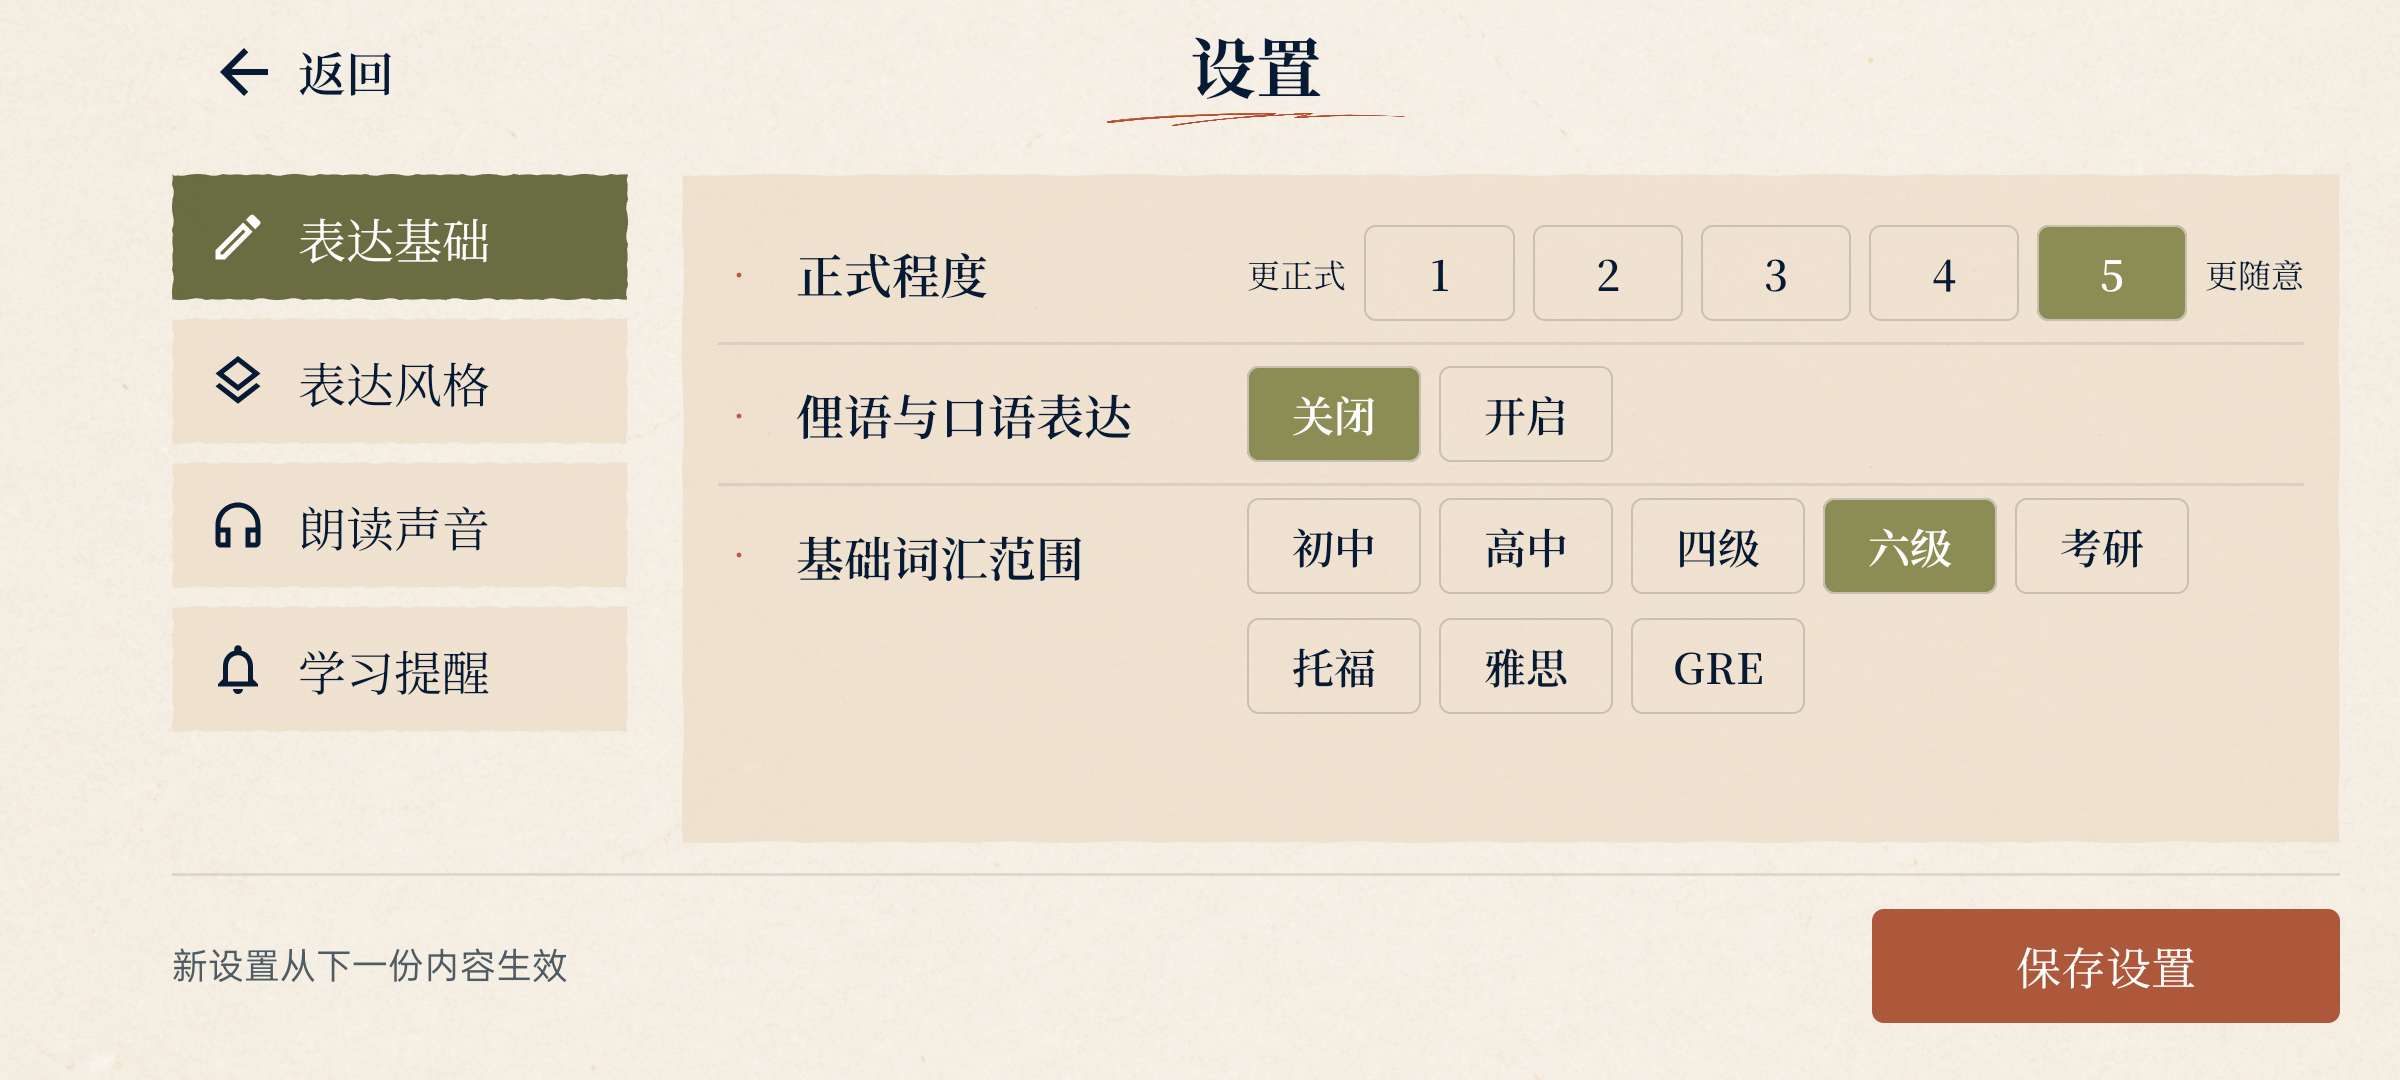 返回
设置
表达基础
表达风格
朗读声音
学习提醒
正式程度
更正式 1 2 3 4 5 更随意
俚语与口语表达
关闭 开启
基础词汇范围
初中 高中 四级 六级 考研
托福 雅思 GRE
新设置从下一份内容生效
保存设置